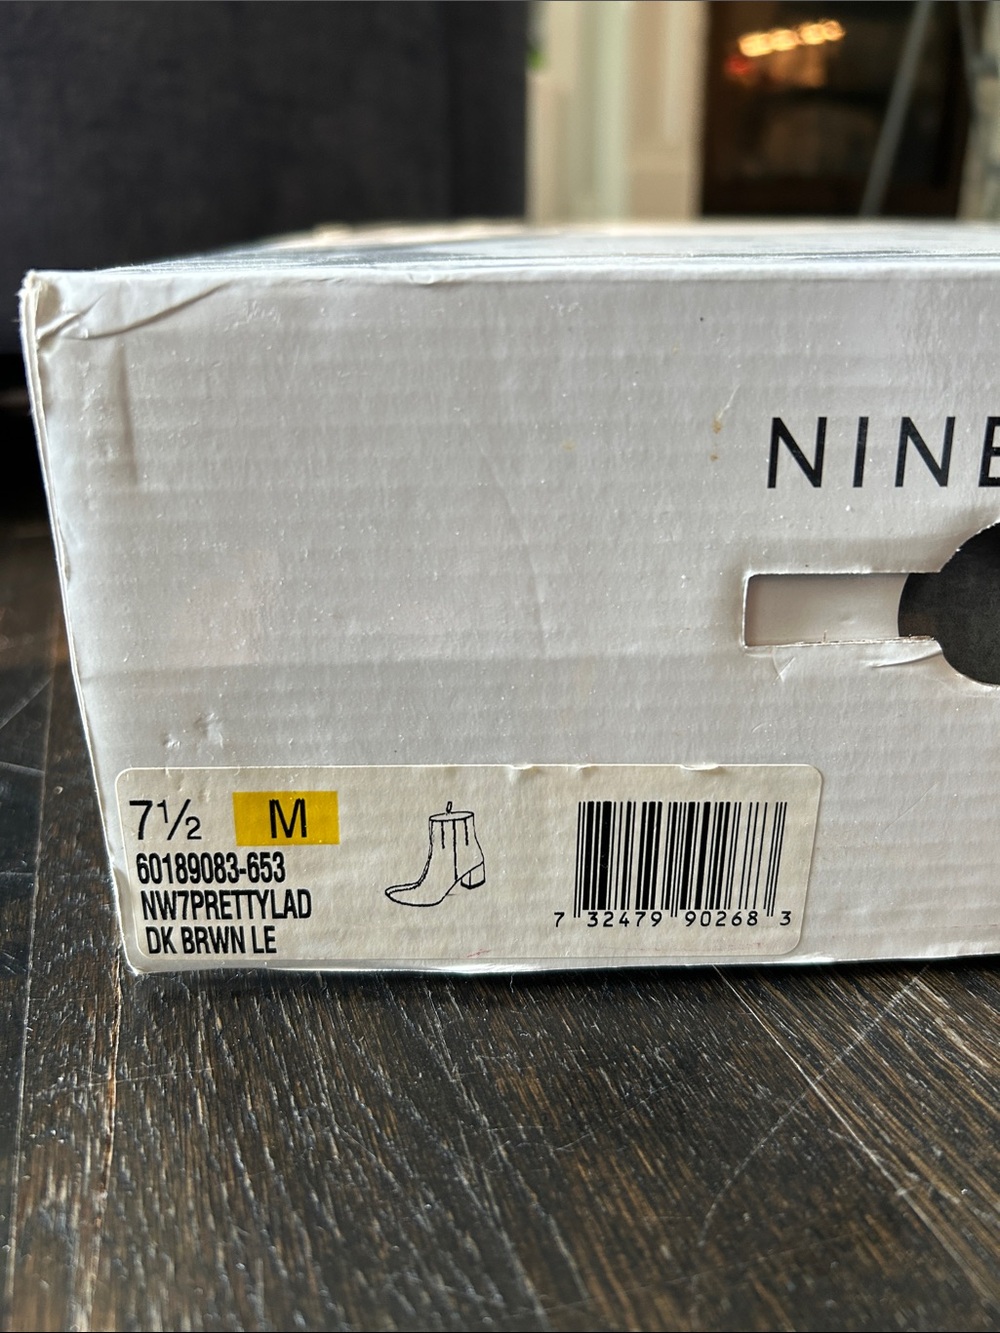 NINE
7½ M
60189083-653
NW7PRETTYLAD
DK BRWN LE
7 32479 90268 3